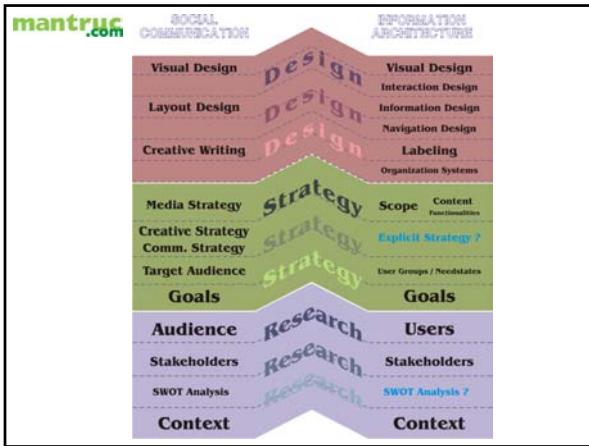 mantruc
.com
SOCIAL
COMMUNICATION
INFORMATION
ARCHITECTURE
Visual Design
Design
Visual Design
Interaction Design
Layout Design
Design
Information Design
Navigation Design
Creative Writing
Design
Labeling
Organization Systems
Media Strategy
Strategy
Scope
Content
Functionalities
Creative Strategy
Comm. Strategy
Strategy
Explicit Strategy ?
Target Audience
Strategy
User Groups / Needstates
Goals
Goals
Audience
Research
Users
Stakeholders
Research
Stakeholders
SWOT Analysis
Research
SWOT Analysis ?
Context
Context